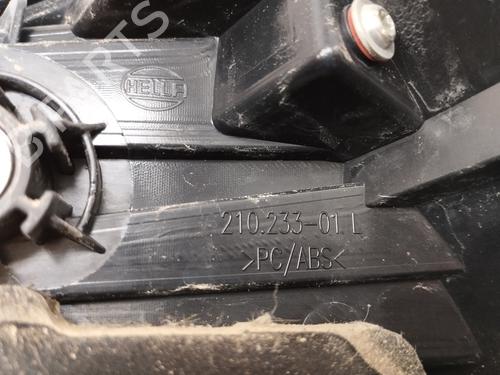 HELLA
210.233-01 L
>PC/ABS<